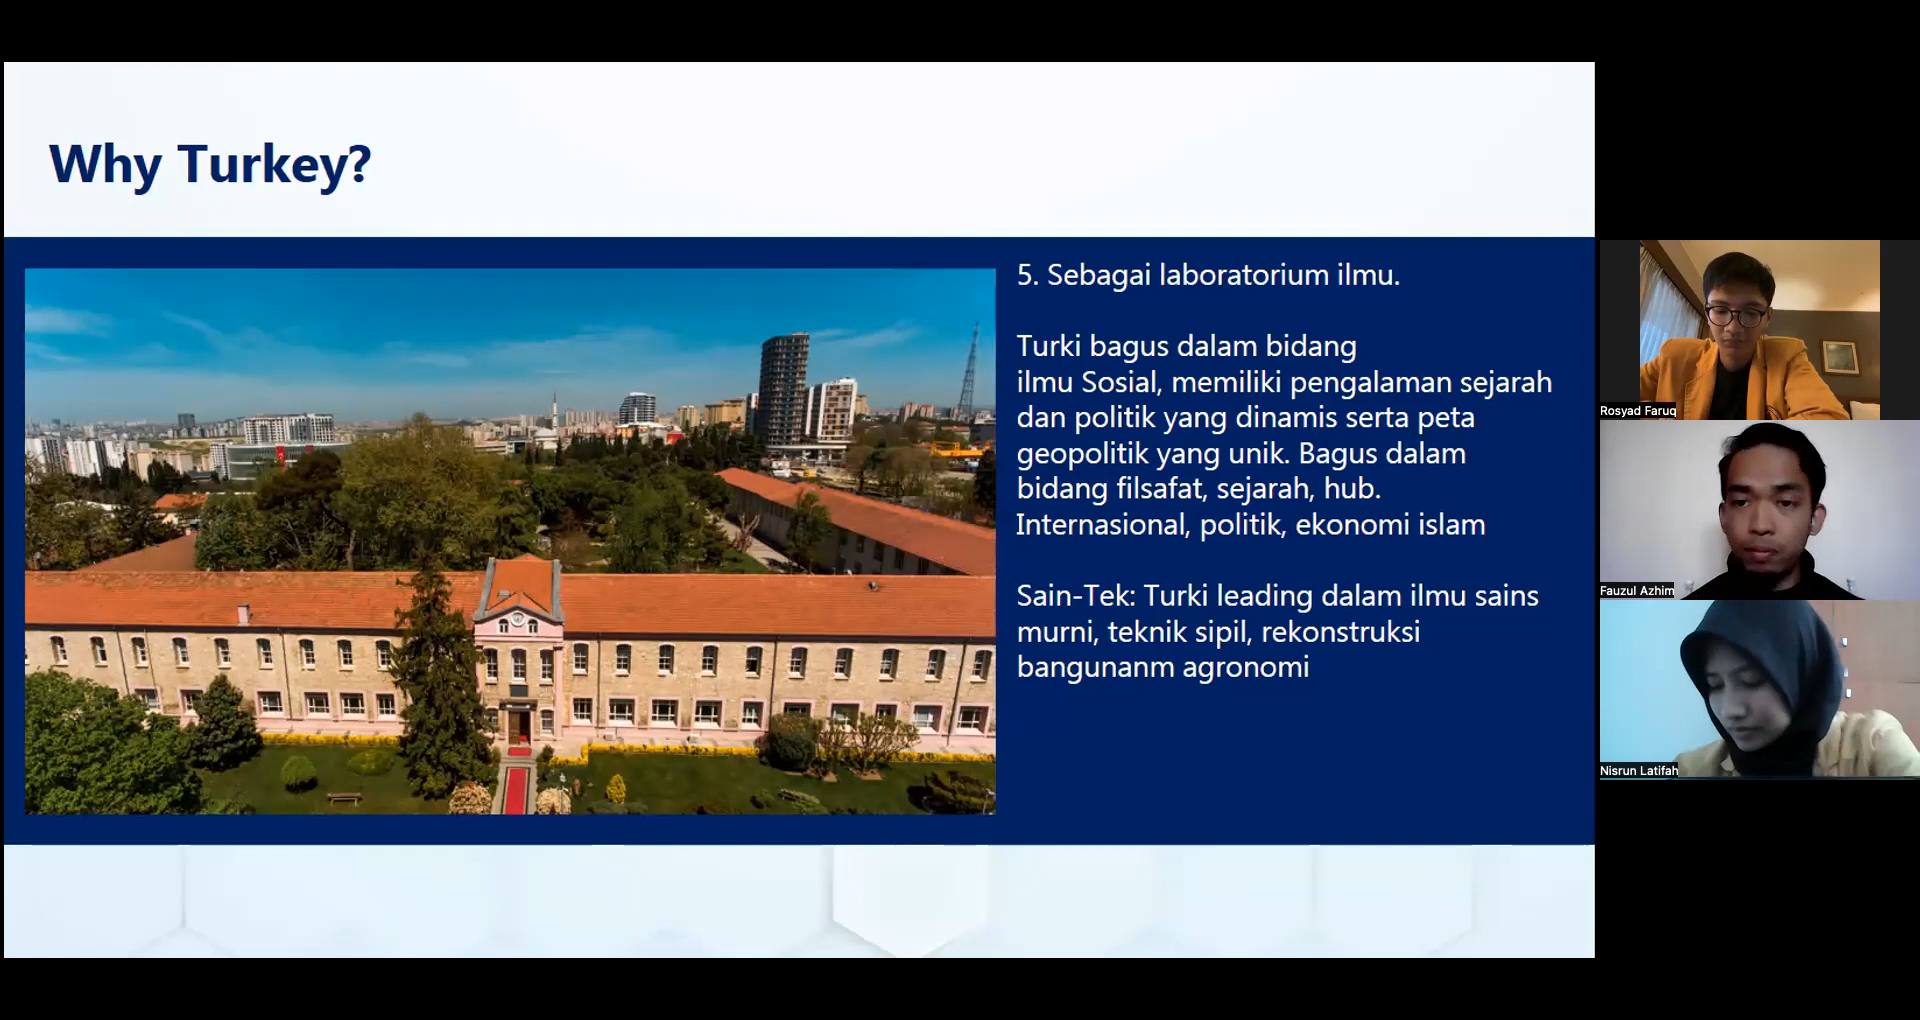 Why Turkey?
5. Sebagai laboratorium ilmu.
Turki bagus dalam bidang
ilmu Sosial, memiliki pengalaman sejarah
dan politik yang dinamis serta peta
geopolitik yang unik. Bagus dalam
bidang filsafat, sejarah, hub.
Internasional, politik, ekonomi islam
Sain-Tek: Turki leading dalam ilmu sains
murni, teknik sipil, rekonstruksi
bangunanm agronomi
Rosyad Faruq
Fauzul Azhim
Nisrun Latifah